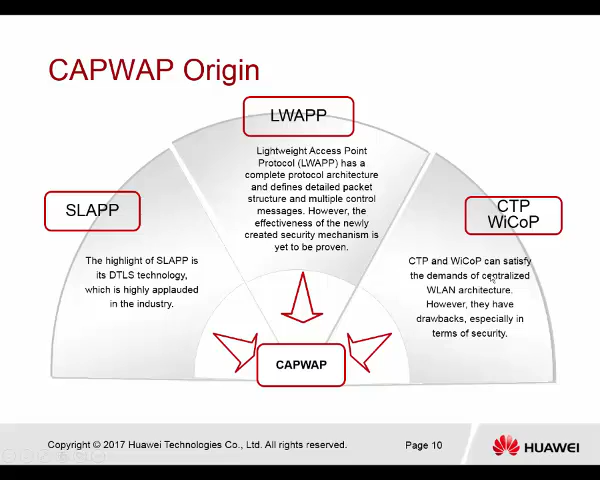 CAPWAP Origin
LWAPP
Lightweight Access Point
Protocol (LWAPP) has a
complete protocol architecture
and defines detailed packet
structure and multiple control
messages. However, the
effectiveness of the newly
created security mechanism is
yet to be proven.
SLAPP
The highlight of SLAPP is
its DTLS technology,
which is highly applauded
in the industry.
CTP
WiCoP
CTP and WiCoP can satisfy
the demands of centralized
WLAN architecture.
However, they have
drawbacks, especially in
terms of security.
CAPWAP
Copyright © 2017 Huawei Technologies Co., Ltd. All rights reserved.
Page 10
HUAWEI